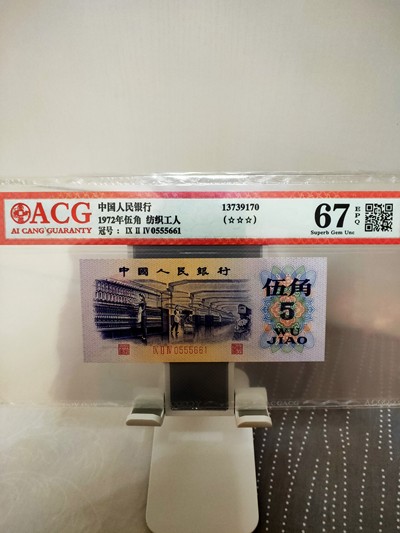 ACG
AI CANG GUARANTY
中国人民银行
1972年伍角 纺织工人
冠号： IX II IV 0555661
13739170
(☆☆☆)
67
EPQ
Superb Gem Unc
中國人民銀行
伍角
5
WU
JIAO
IX II IV 0555661